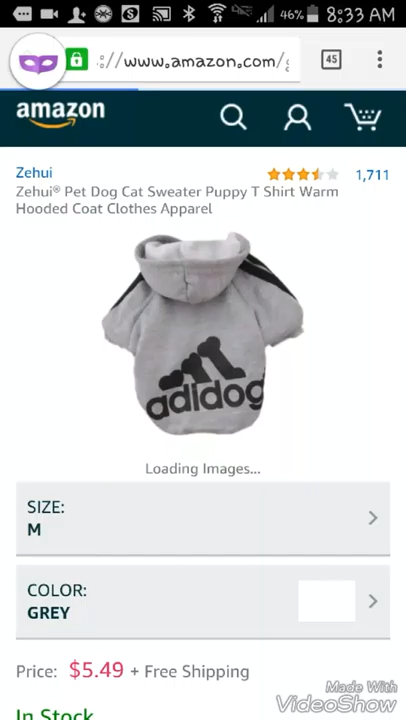 46% 8:33 AM
://www.amazon.com/
45
amazon
Zehui
1,711
Zehui® Pet Dog Cat Sweater Puppy T Shirt Warm
Hooded Coat Clothes Apparel
adidog
Loading Images...
SIZE:
M
COLOR:
GREY
Price: $5.49 + Free Shipping
In Stock
Made With
VideoShow